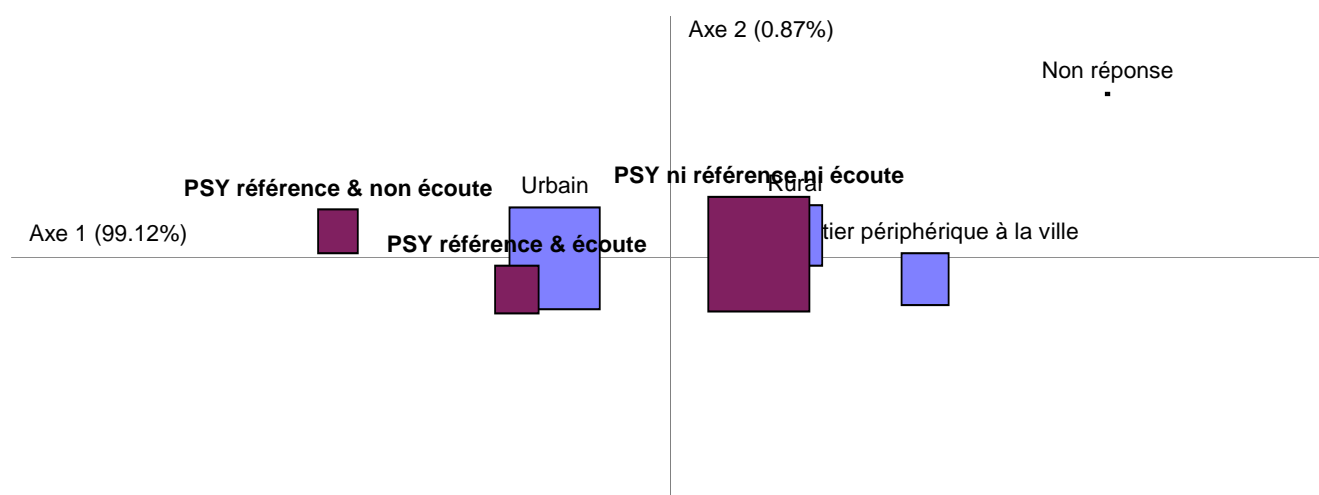 Axe 2 (0.87%)
Non réponse
PSY ni référence ni écoute
PSY référence & non écoute
Urbain
Rural
Axe 1 (99.12%)
PSY référence & écoute
périphérique à la ville